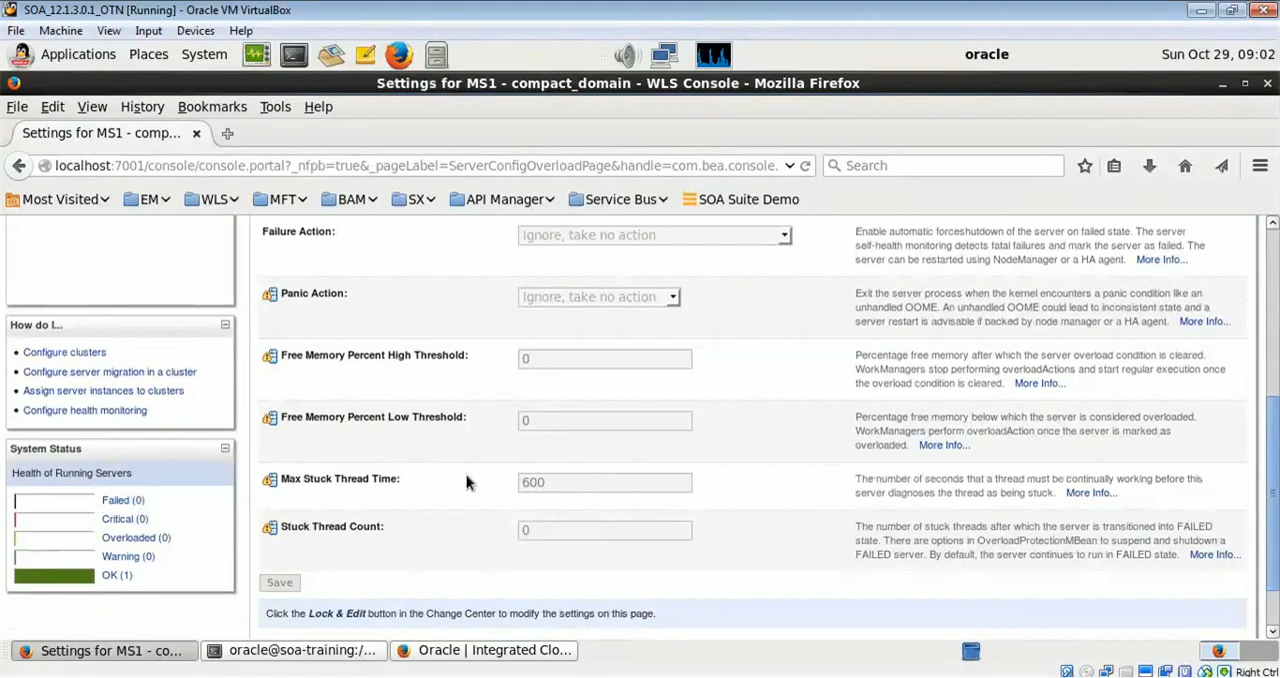 SOA_12.1.3.0.1_OTN [Running] - Oracle VM VirtualBox
File Machine View Input Devices Help
Applications Places System oracle Sun Oct 29, 09:02
Settings for MS1 - compact_domain - WLS Console - Mozilla Firefox
File Edit View History Bookmarks Tools Help
Settings for MS1 - comp...
localhost:7001/console/console.portal?_nfpb=true&_pageLabel=ServerConfigOverloadPage&handle=com.bea.console. Search
Most Visited EM WLS MFT BAM SX API Manager Service Bus SOA Suite Demo
How do I...
Configure clusters
Configure server migration in a cluster
Assign server instances to clusters
Configure health monitoring
System Status
Health of Running Servers
Failed (0)
Critical (0)
Overloaded (0)
Warning (0)
OK (1)
Failure Action: Ignore, take no action
Enable automatic forceshutdown of the server on failed state. The server
self-health monitoring detects fatal failures and mark the server as failed. The
server can be restarted using NodeManager or a HA agent. More Info...
Panic Action: Ignore, take no action
Exit the server process when the kernel encounters a panic condition like an
unhandled OOME. An unhandled OOME could lead to inconsistent state and a
server restart is advisable if backed by node manager or a HA agent. More Info...
Free Memory Percent High Threshold: 0
Percentage free memory after which the server overload condition is cleared.
WorkManagers stop performing overloadActions and start regular execution once
the overload condition is cleared. More Info...
Free Memory Percent Low Threshold: 0
Percentage free memory below which the server is considered overloaded.
WorkManagers perform overloadAction once the server is marked as
overloaded. More Info...
Max Stuck Thread Time: 600
The number of seconds that a thread must be continually working before this
server diagnoses the thread as being stuck. More Info...
Stuck Thread Count: 0
The number of stuck threads after which the server is transitioned into FAILED
state. There are options in OverloadProtectionMBean to suspend and shutdown a
FAILED server. By default, the server continues to run in FAILED state. More Info...
Save
Click the Lock & Edit button in the Change Center to modify the settings on this page.
Settings for MS1 - co... oracle@soa-training:/... Oracle | Integrated Clo...
Right Ctrl